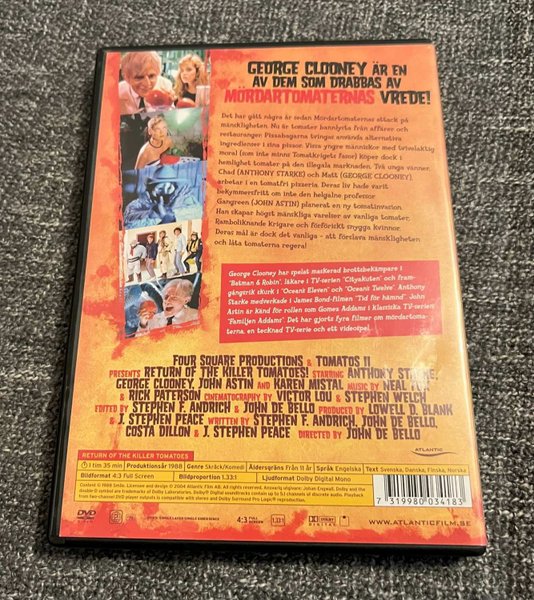 GEORGE CLOONEY ÄR EN
AV DEM SOM DRABBAS AV
MÖRDARTOMATERNAS VREDE!
Det har gått några år sedan Mördartomaternas attack på
mänskligheten. Nu är tomater bannlysta från affärer och
restauranger. Pizzabagarna tvingas använda alternativa
ingredienser i sina pizzor. Vissa yngre människor med tvivelaktig
moral (som inte minns Tomatkrigets fasor) köper dock i
hemlighet tomater på den illegala marknaden. Två unga vänner,
Chad (ANTHONY STARKE) och Matt (GEORGE CLOONEY),
arbetar i en tomatfri pizzeria. Deras liv hade varit
bekymmersfritt om inte den helgalne professor
Gangreen (JOHN ASTIN) planerat en ny tomatinvasion.
Han skapar högst mänskliga varelser av vanliga tomater,
Ramboliknande Krigare och förföriskt snygga kvinnor.
Deras mål är dock det vanliga - att förslava mänskligheten
och låta tomaterna regera!
George Clooney har spelat maskerad brottsbekämpare i
"Batman & Robin", läkare i TV-serien "Cityakuten" och fram-
gångsrik skurk i "Ocean's Eleven" och "Ocean's Twelve". Anthony
Starke medverkade i James Bond-filmen "Tid för hämnd". John
Astin är känd för rollen som Gomes Addams i klassiska TV-serien
"Familjen Addams". Det har gjorts fyra filmer om mördartoma-
terna, en tecknad TV-serie och ett videospel.
FOUR SQUARE PRODUCTIONS & TOMATOS II
PRESENTS RETURN OF THE KILLER TOMATOES! STARRING ANTHONY STARKE,
GEORGE CLOONEY, JOHN ASTIN AND KAREN MISTAL MUSIC BY NEAL FOX
& RICK PATERSON CINEMATOGRAPHY BY VICTOR LOU & STEPHEN WELCH
EDITED BY STEPHEN F. ANDRICH & JOHN DE BELLO PRODUCED BY LOWELL D. BLANK
& J. STEPHEN PEACE WRITTEN BY STEPHEN F. ANDRICH, JOHN DE BELLO,
COSTA DILLON & J. STEPHEN PEACE DIRECTED BY JOHN DE BELLO
ATLANTIC
RETURN OF THE KILLER TOMATOES
1 tim 35 min Produktionsår 1988 Genre Skräck/Komedi Åldersgräns Från 11 år Språk Engelska Text Svenska, Danska, Finska, Norska
Bildformat 4:3 Full Screen Bildproportion 1.33:1 Ljudformat Dolby Digital Mono
DVD
4:3 FULL SCREEN
1.33:1
DOLBY DIGITAL
7 319980 034183
WWW.ATLANTICFILM.SE